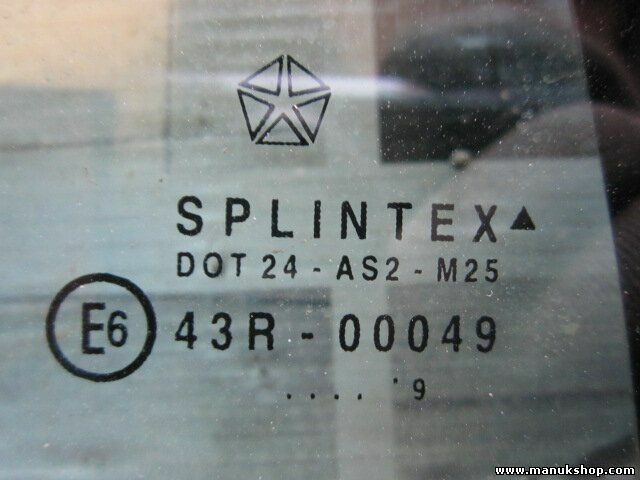 SPLINTEX▲
DOT 24 - AS2 - M25
E6 43R - 00049
.... '9
www.manukshop.com